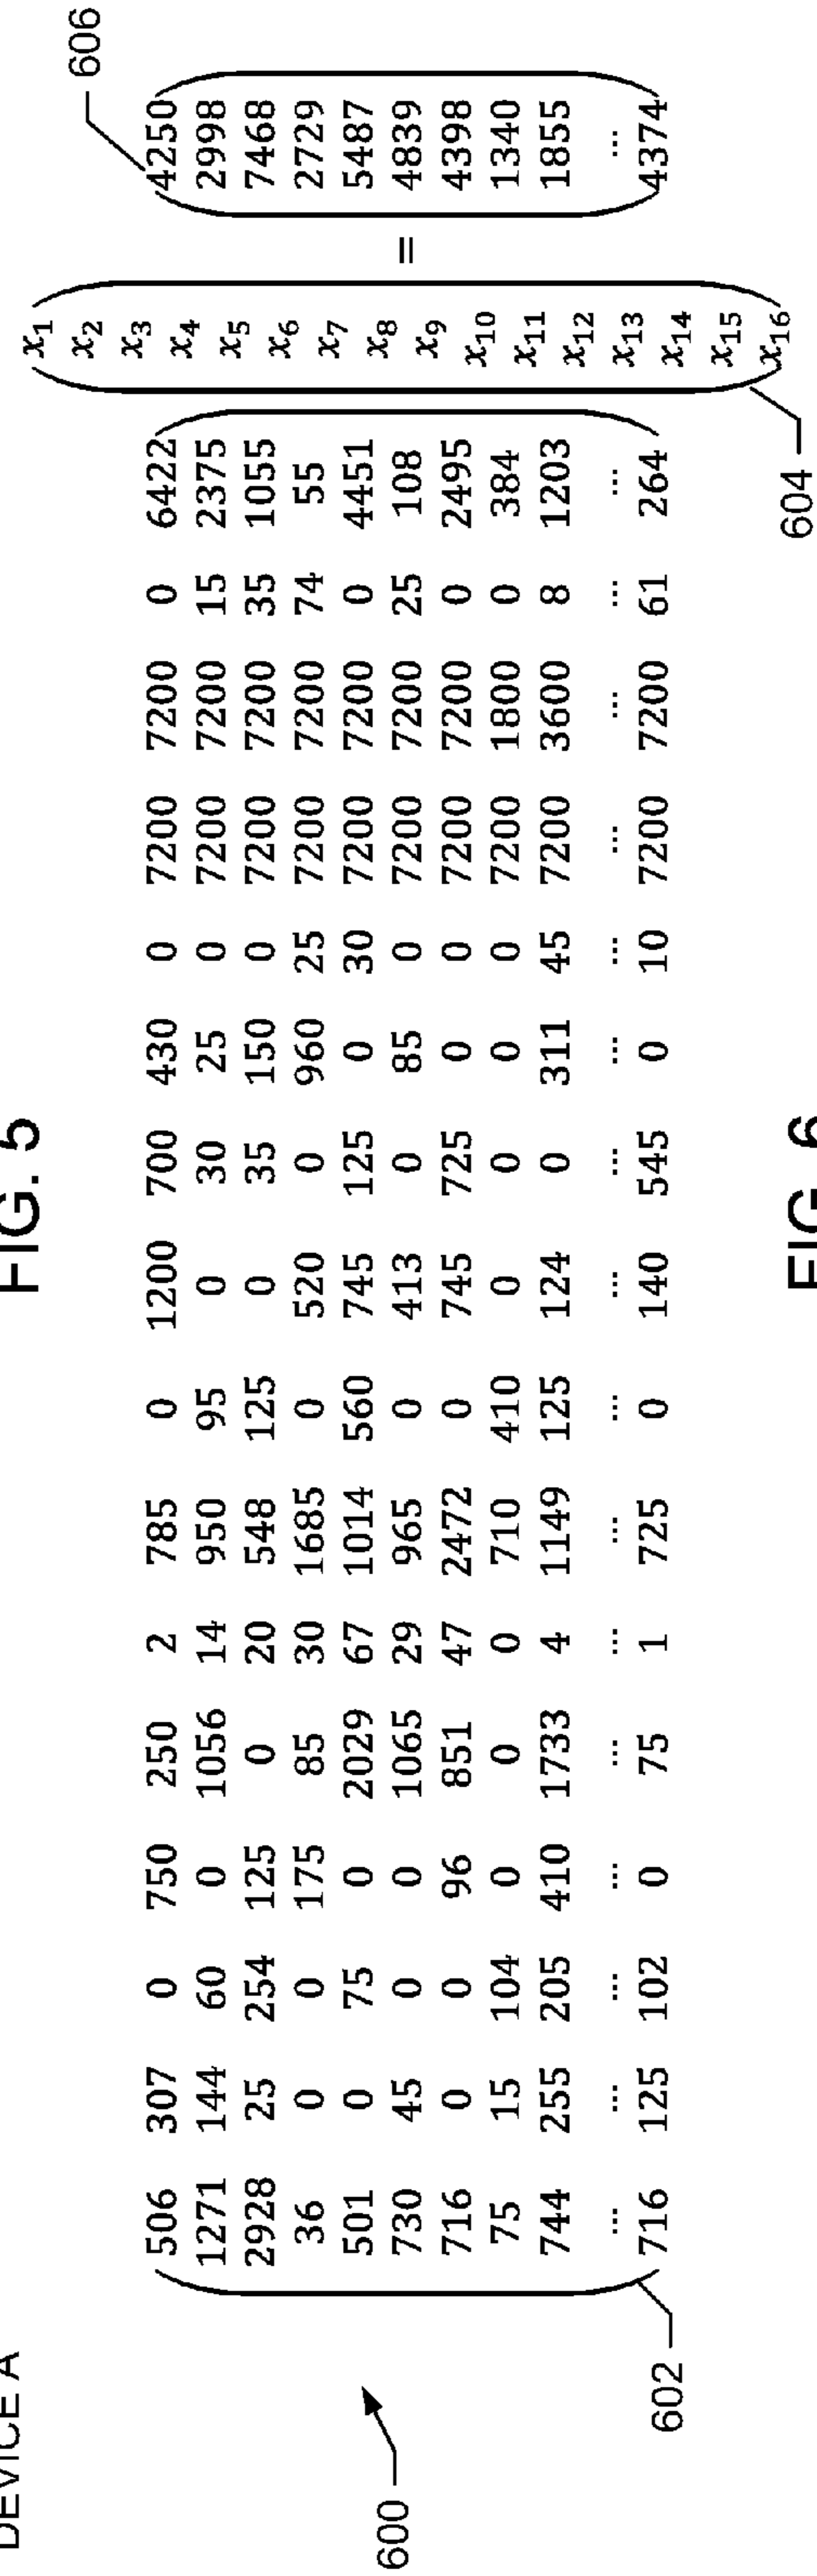 DEVICE A
FIG. 5
x1
606
x2
x3
506 307 0 750 250 2 785 0 1200 700 430 0 7200 7200 0 6422 4250
x4
1271 144 60 0 1056 14 950 95 0 30 25 0 7200 7200 15 2375 2998
x5
2928 25 254 125 0 20 548 125 0 35 150 0 7200 7200 35 1055 7468
x6
36 0 0 175 85 30 1685 0 520 0 960 25 7200 7200 74 55 2729
x7
501 0 75 0 2029 67 1014 560 745 125 0 30 7200 7200 0 4451 5487
600
x8
730 45 0 0 1065 29 965 0 413 0 85 0 7200 7200 25 108 = 4839
x9
716 0 0 96 851 47 2472 0 745 725 0 0 7200 7200 0 2495 4398
x10
75 15 104 0 0 0 710 410 0 0 0 0 7200 1800 0 384 1340
x11
744 255 205 410 1733 4 1149 125 124 0 311 45 7200 3600 8 1203 1855
x12
... ... ... ... ... ... ... ... ... ... ... ... ... ... ... ... ...
x13
716 125 102 0 75 1 725 0 140 545 0 10 7200 7200 61 264 4374
x14
602
x15
x16
604
FIG. 6